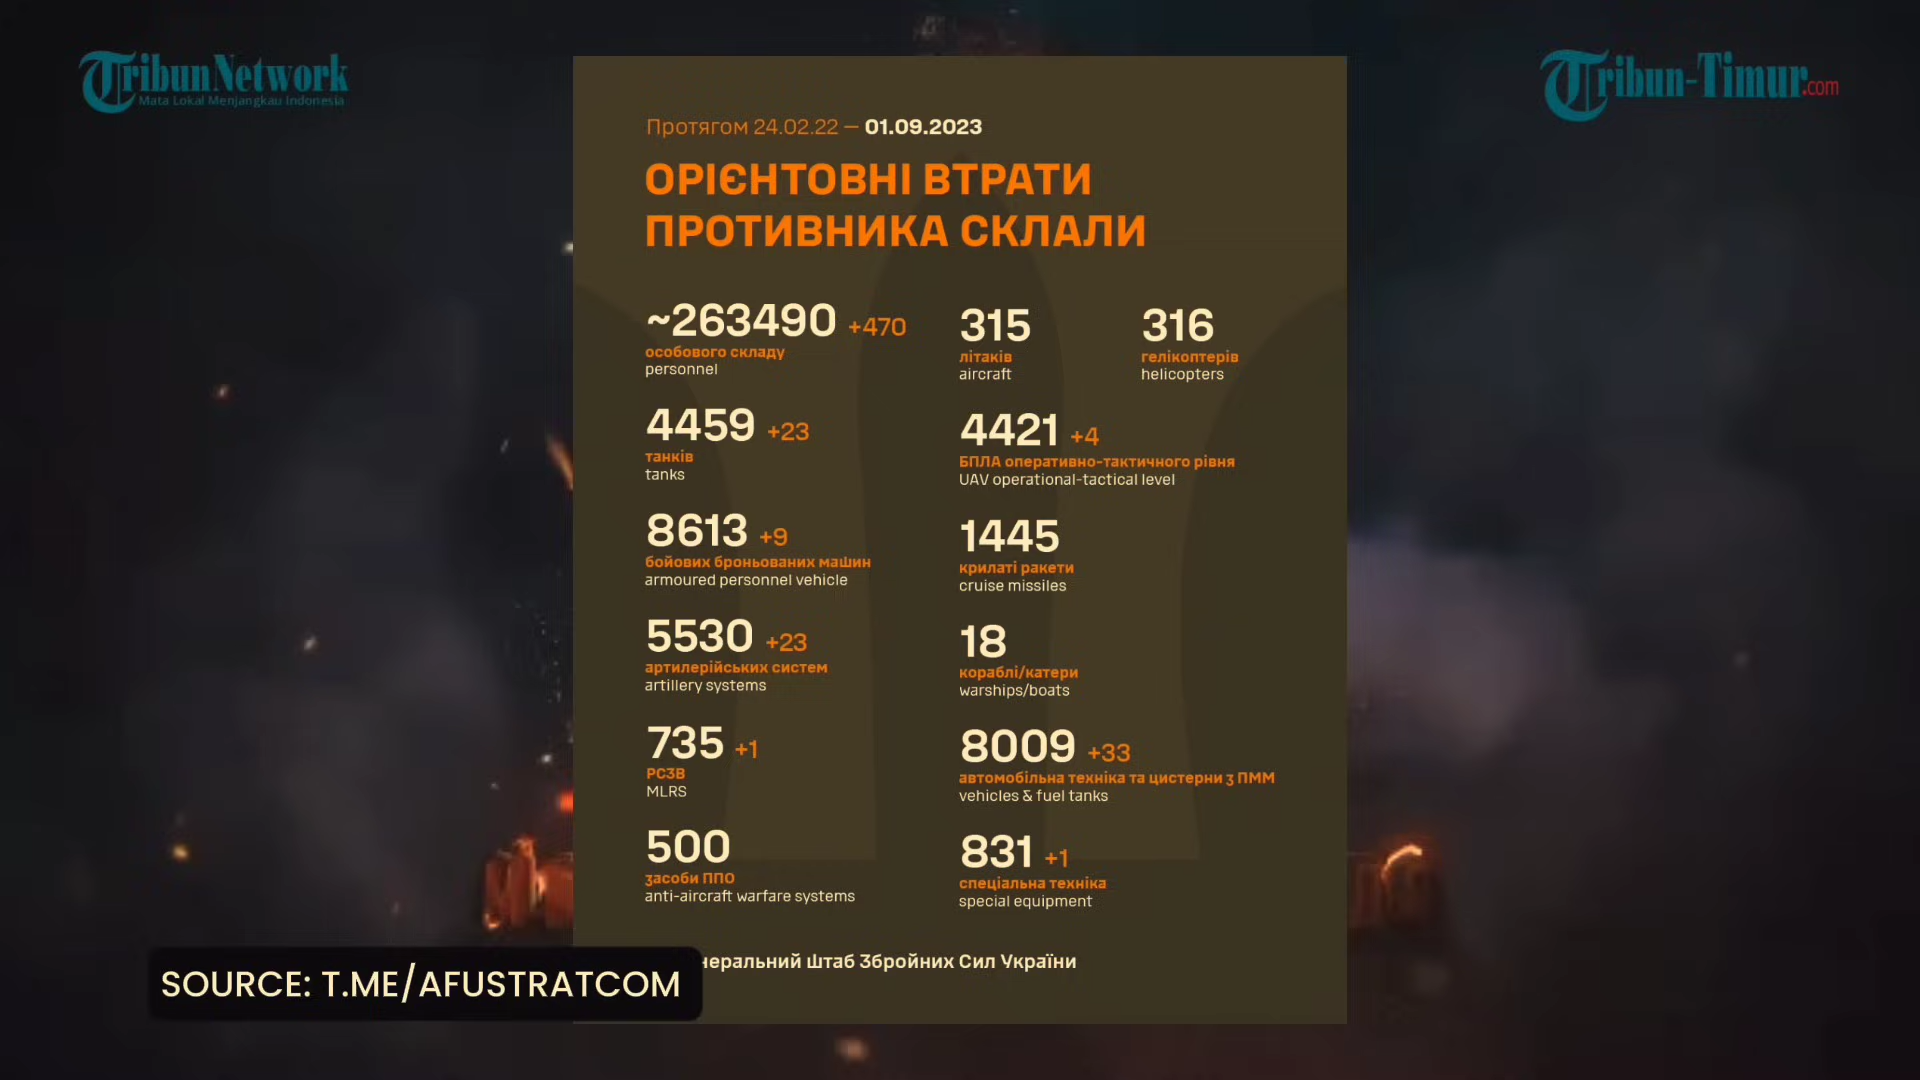 Tribun Network
Mata Lokal Menjangkau Indonesia
Tribun-Timur.com
Протягом 24.02.22 — 01.09.2023
ОРІЄНТОВНІ ВТРАТИ
ПРОТИВНИКА СКЛАЛИ
~263490 +470
особового складу
personnel
315
літаків
aircraft
316
гелікоптерів
helicopters
4459 +23
танків
tanks
4421 +4
БПЛА оперативно-тактичного рівня
UAV operational-tactical level
8613 +9
бойових броньованих машин
armoured personnel vehicle
1445
крилаті ракети
cruise missiles
5530 +23
артилерійських систем
artillery systems
18
кораблі/катери
warships/boats
735 +1
РСЗВ
MLRS
8009 +33
автомобільна техніка та цистерни з ПММ
vehicles & fuel tanks
500
засоби ППО
anti-aircraft warfare systems
831 +1
спеціальна техніка
special equipment
Штаб Збройних Сил України
SOURCE: T.ME/AFUSTRATCOM